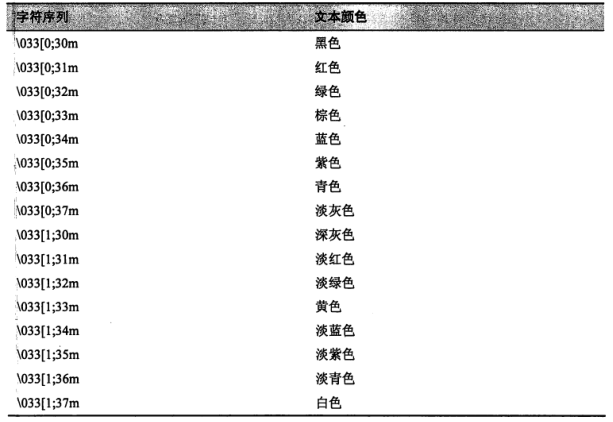 字符序列 文本颜色
\033[0;30m 黑色
\033[0;31m 红色
\033[0;32m 绿色
\033[0;33m 棕色
\033[0;34m 蓝色
\033[0;35m 紫色
\033[0;36m 青色
\033[0;37m 淡灰色
\033[1;30m 深灰色
\033[1;31m 淡红色
\033[1;32m 淡绿色
\033[1;33m 黄色
\033[1;34m 淡蓝色
\033[1;35m 淡紫色
\033[1;36m 淡青色
\033[1;37m 白色